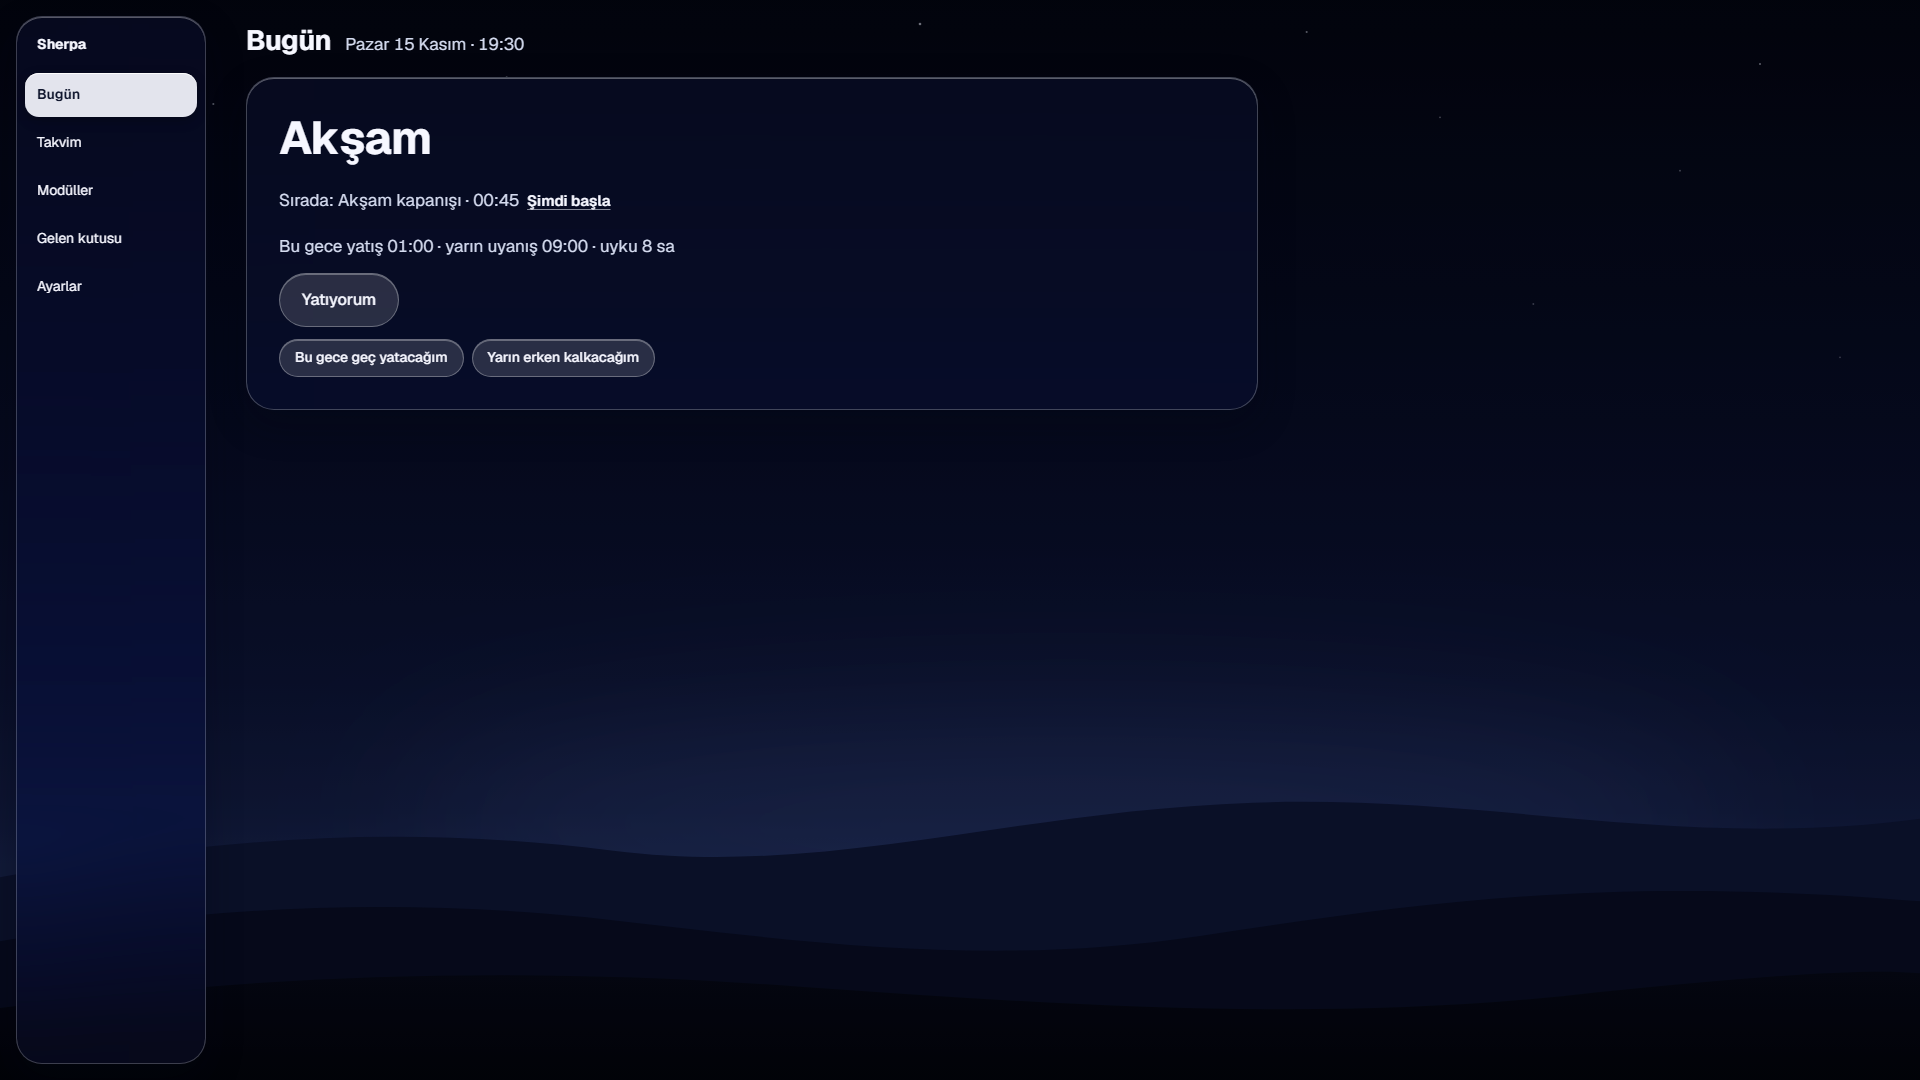 Sherpa
Bugün
Takvim
Modüller
Gelen kutusu
Ayarlar
Bugün Pazar 15 Kasım · 19:30
Akşam
Sırada: Akşam kapanışı · 00:45 Şimdi başla
Bu gece yatış 01:00 · yarın uyanış 09:00 · uyku 8 sa
Yatıyorum
Bu gece geç yatacağım Yarın erken kalkacağım